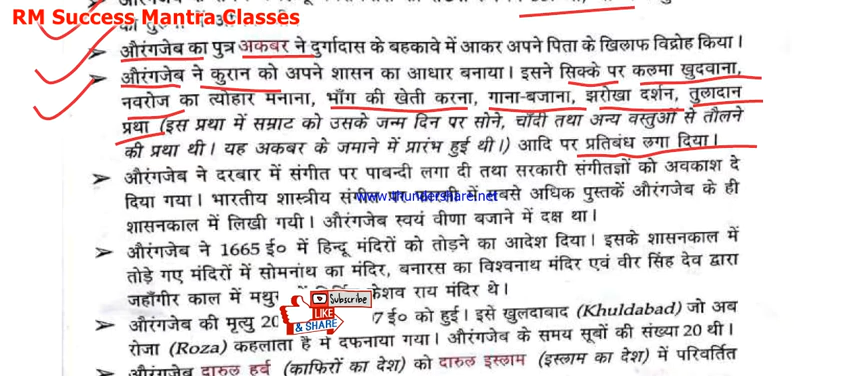 RM Success Mantra Classes
➢ औरंगजेब का पुत्र अकबर ने दुर्गादास के बहकावे में आकर अपने पिता के खिलाफ विद्रोह किया।
➢ औरंगजेब ने कुरान को अपने शासन का आधार बनाया। इसने सिक्के पर कलमा खुदवाना,
नवरोज का त्योहार मनाना, भाँग की खेती करना, गाना-बजाना, झरोखा दर्शन, तुलादान
प्रथा (इस प्रथा में सम्राट को उसके जन्म दिन पर सोने, चाँदी तथा अन्य वस्तुओं से तौलने
की प्रथा थी। यह अकबर के जमाने में प्रारंभ हुई थी।) आदि पर प्रतिबंध लगा दिया।
➢ औरंगजेब ने दरबार में संगीत पर पाबन्दी लगा दी तथा सरकारी संगीतज्ञों को अवकाश दे
दिया गया। भारतीय शास्त्रीय सबसे अधिक पुस्तकें औरंगजेब के ही
शासनकाल में लिखी गयी। औरंगजेब स्वयं वीणा बजाने में दक्ष था।
➢ औरंगजेब ने 1665 ई० में हिन्दू मंदिरों को तोड़ने का आदेश दिया। इसके शासनकाल में
तोड़े गए मंदिरों में सोमनाथ का मंदिर, बनारस का विश्वनाथ मंदिर एवं वीर सिंह देव द्वारा
जहाँगीर काल में केशव राय मंदिर थे।
➢ औरंगजेब की मृत्यु 20 7 ई० को हुई। इसे खुलदाबाद (Khuldabad) जो अब
रोजा (Roza) कहलाता है में दफनाया गया। औरंगजेब के समय सूबों की संख्या 20 थी।
➢ औरंगजेब दारुल हर्ब (काफिरों का देश) को दारुल इस्लाम (इस्लाम का देश) में परिवर्तित
Subscribe
LIKE
& SHARE